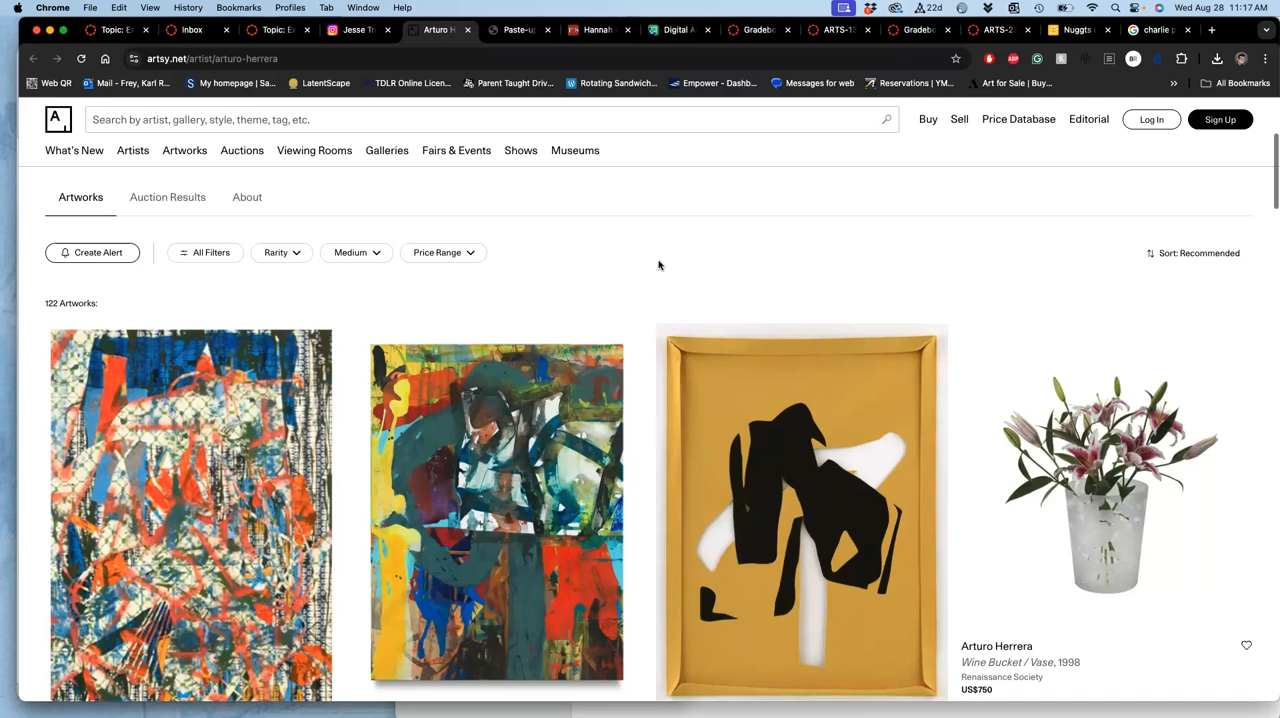 Chrome File Edit View History Bookmarks Profiles Tab Window Help 22d Wed Aug 28 11:17 AM
Topic: E Inbox Topic: E Jesse Tr Arturo H Paste-up Hannah Digital A Gradebo ARTS-13 Gradebo ARTS-2 Nuggts charlie p
artsy.net/artist/arturo-herrera
Web QR Mail - Frey, Karl R... My homepage | Sa... LatentScape TDLR Online Licen... Parent Taught Driv... Rotating Sandwich... Empower - Dashb... Messages for web Reservations | YM... Art for Sale | Buy... » All Bookmarks
A, Search by artist, gallery, style, theme, tag, etc. Buy Sell Price Database Editorial Log In Sign Up
What's New Artists Artworks Auctions Viewing Rooms Galleries Fairs & Events Shows Museums
Artworks Auction Results About
Create Alert All Filters Rarity Medium Price Range Sort: Recommended
122 Artworks:
Arturo Herrera
Wine Bucket / Vase, 1998
Renaissance Society
US$750